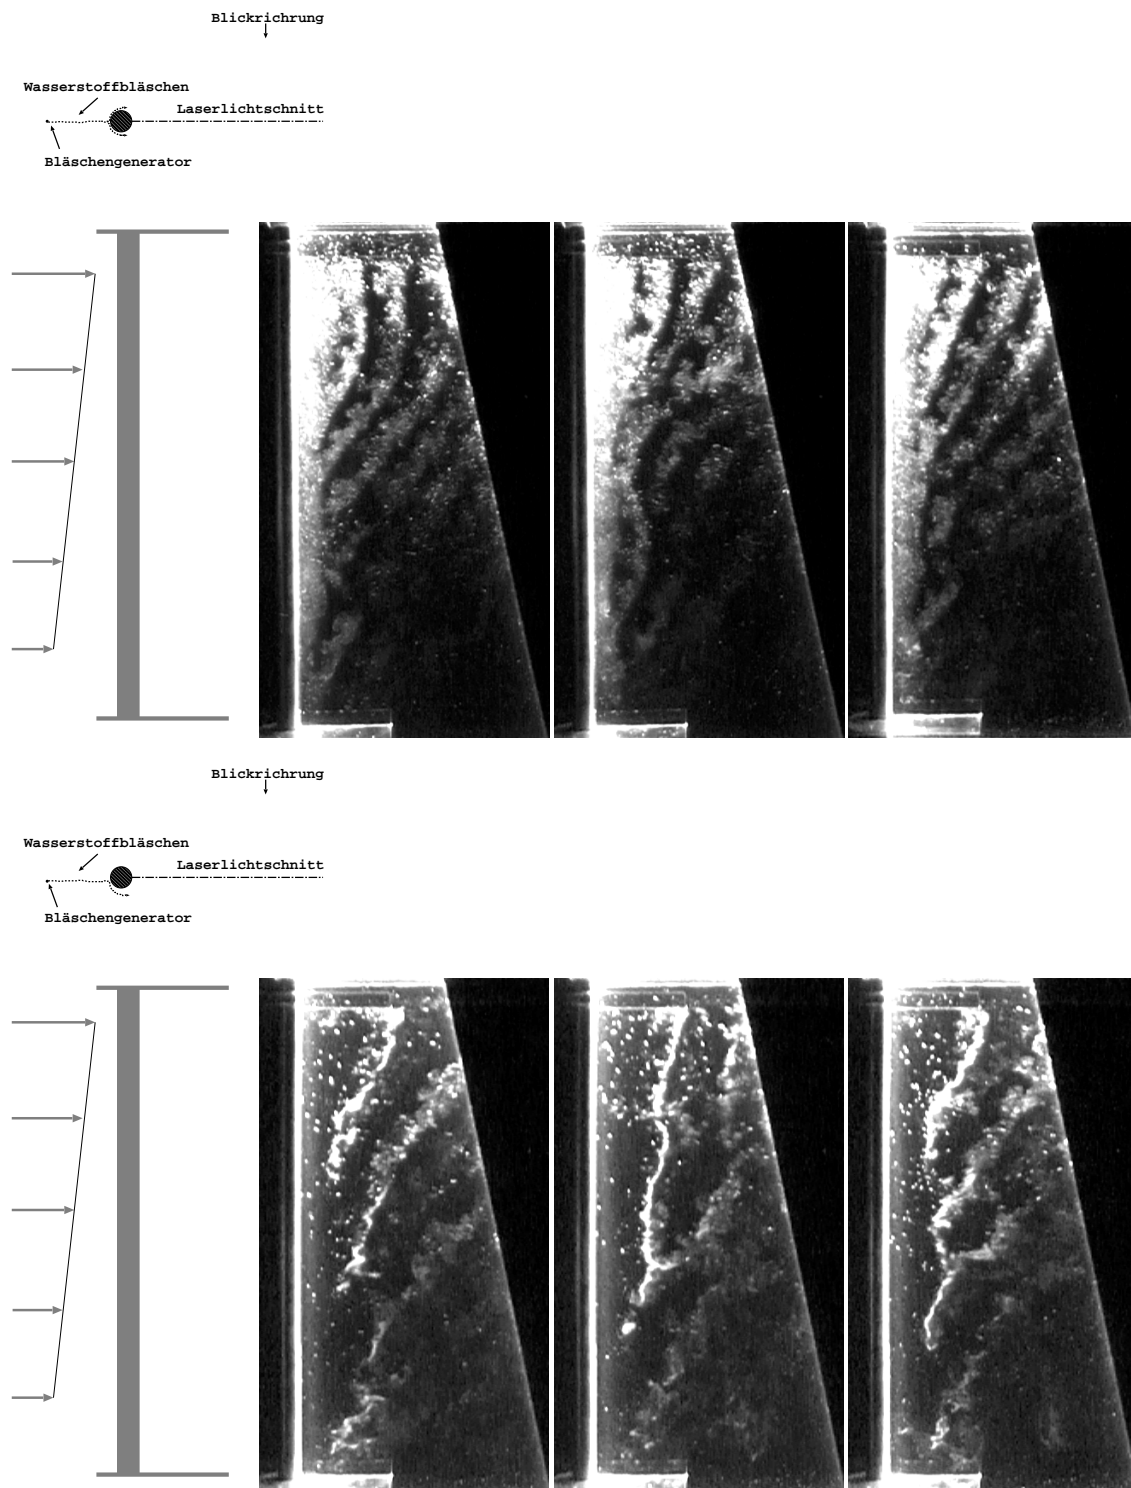 Blickrichrung
Wasserstoffbläschen
Laserlichtschnitt
Bläschengenerator
Blickrichrung
Wasserstoffbläschen
Laserlichtschnitt
Bläschengenerator